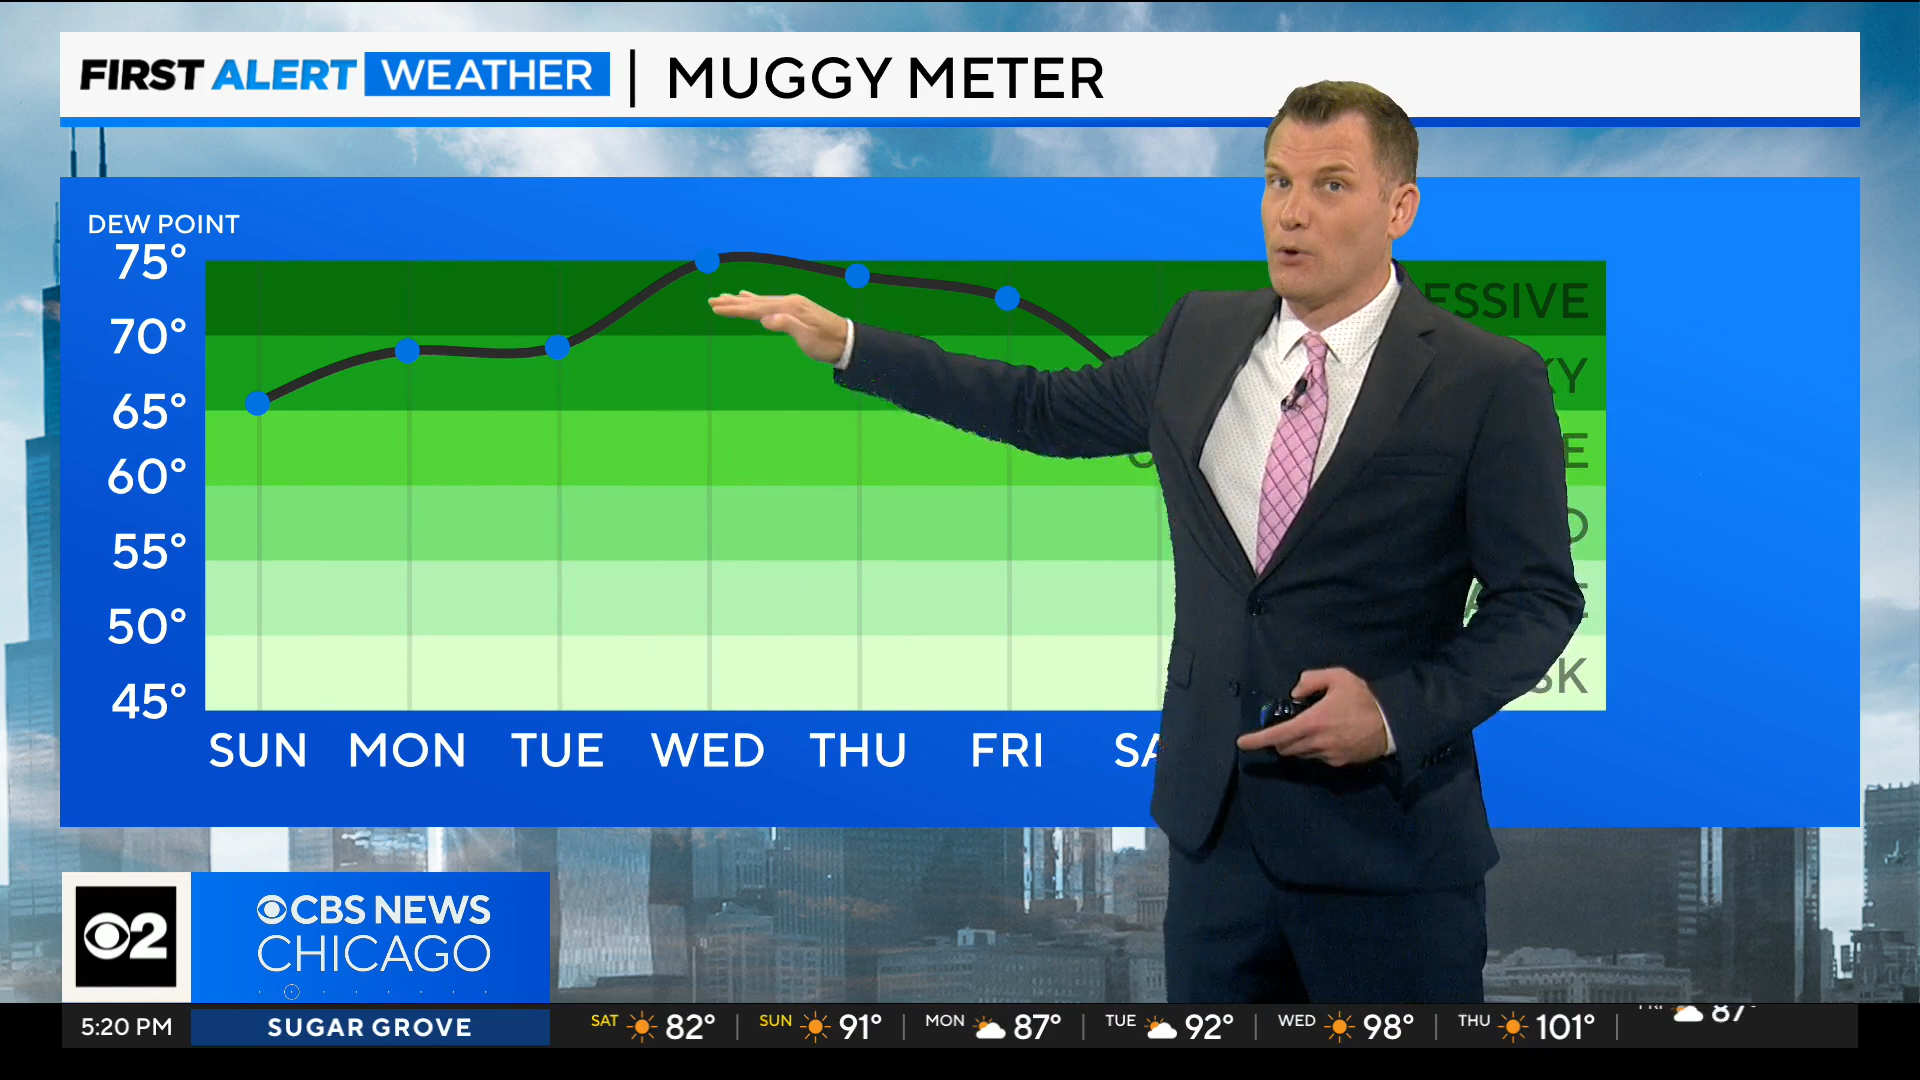 FIRST ALERT WEATHER | MUGGY METER
DEW POINT
75°
70°
65°
60°
55°
50°
45°
SUN MON TUE WED THU FRI
2
CBS NEWS
CHICAGO
5:20 PM SUGAR GROVE SAT 82° | SUN 91° | MON 87° | TUE 92° | WED 98° | THU 101° | 87°